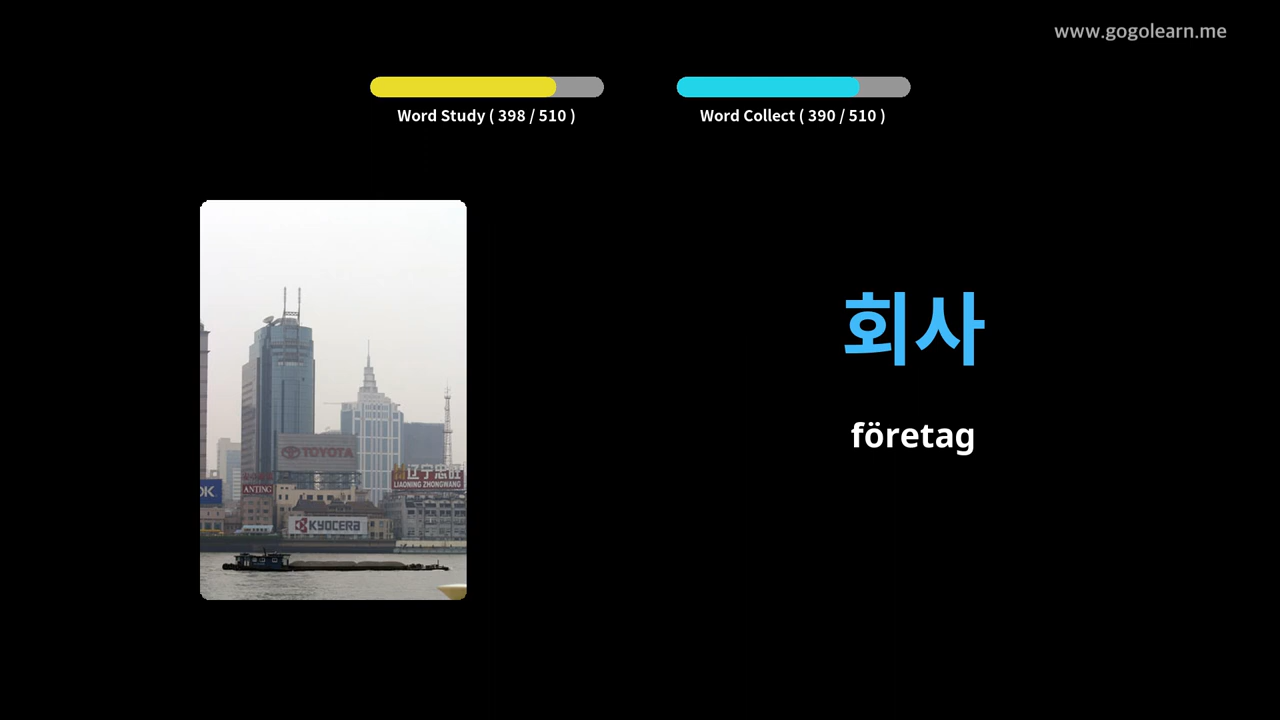 www.gogolearn.me
Word Study ( 398 / 510 )
Word Collect ( 390 / 510 )
회사
företag
TOYOTA
OK
ANTING
辽宁忠旺
LIAONING ZHONGWANG
KYOCERA